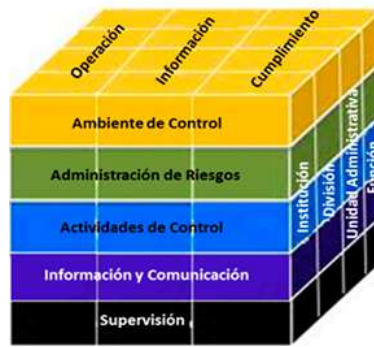 Operación
Información
Cumplimiento
Ambiente de Control
Administración de Riesgos
Actividades de Control
Información y Comunicación
Supervisión
Institución
División
Unidad Administrativa
Función